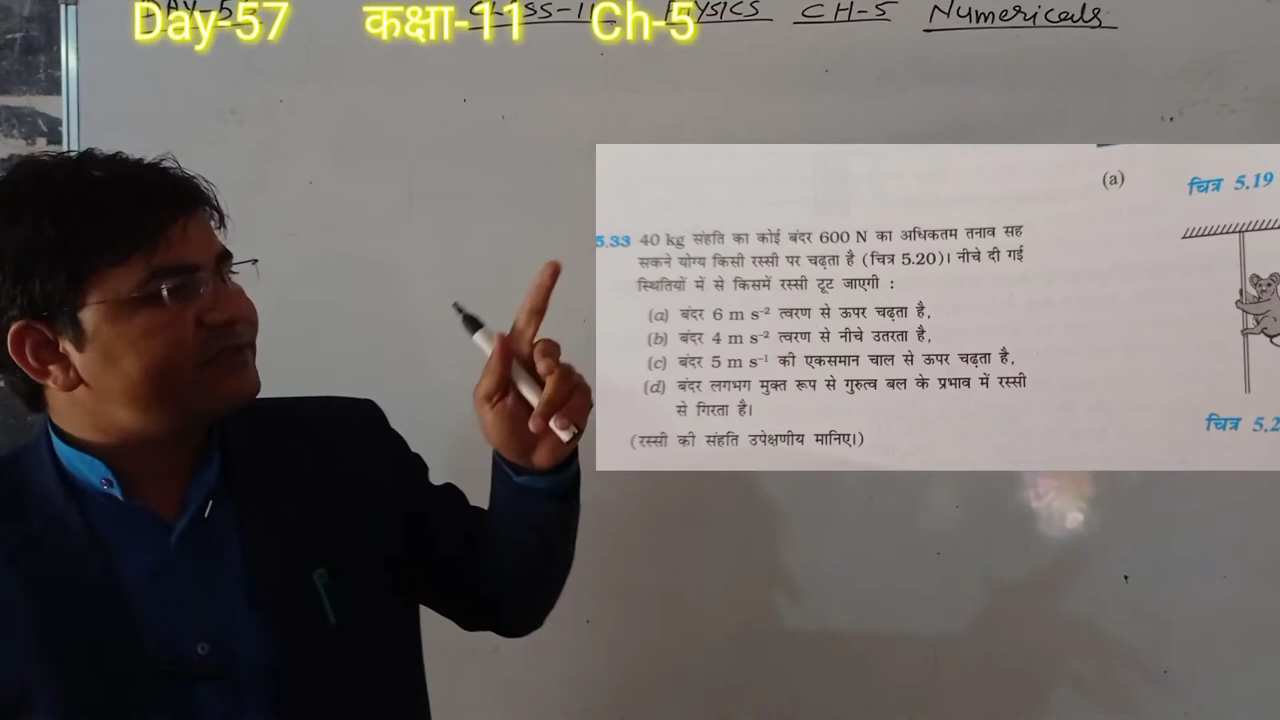 CLASS-11 PHYSICS CH-5 Numericals
Day-57 कक्षा-11 Ch-5
(a)
चित्र 5.19
5.33 40 kg संहति का कोई बंदर 600 N का अधिकतम तनाव सह
सकने योग्य किसी रस्सी पर चढ़ता है (चित्र 5.20)। नीचे दी गई
स्थितियों में से किसमें रस्सी टूट जाएगी :
(a) बंदर 6 m s⁻² त्वरण से ऊपर चढ़ता है,
(b) बंदर 4 m s⁻² त्वरण से नीचे उतरता है,
(c) बंदर 5 m s⁻¹ की एकसमान चाल से ऊपर चढ़ता है,
(d) बंदर लगभग मुक्त रूप से गुरुत्व बल के प्रभाव में रस्सी
से गिरता है।
(रस्सी की संहति उपेक्षणीय मानिए।)
चित्र 5.2